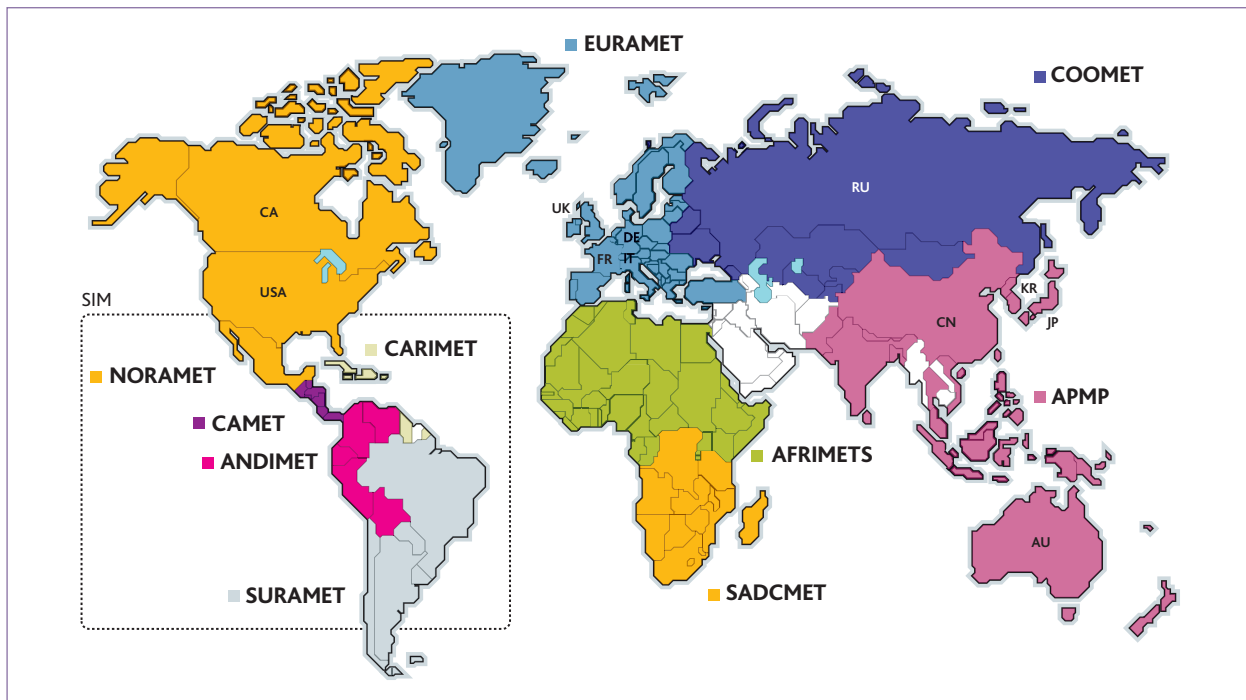 EURAMET
COOMET
RU
UK
CA
DE
FR
IT
USA
KR
SIM
CN
JP
CARIMET
NORAMET
APMP
CAMET
AFRIMETS
ANDIMET
AU
SURAMET
SADCMET